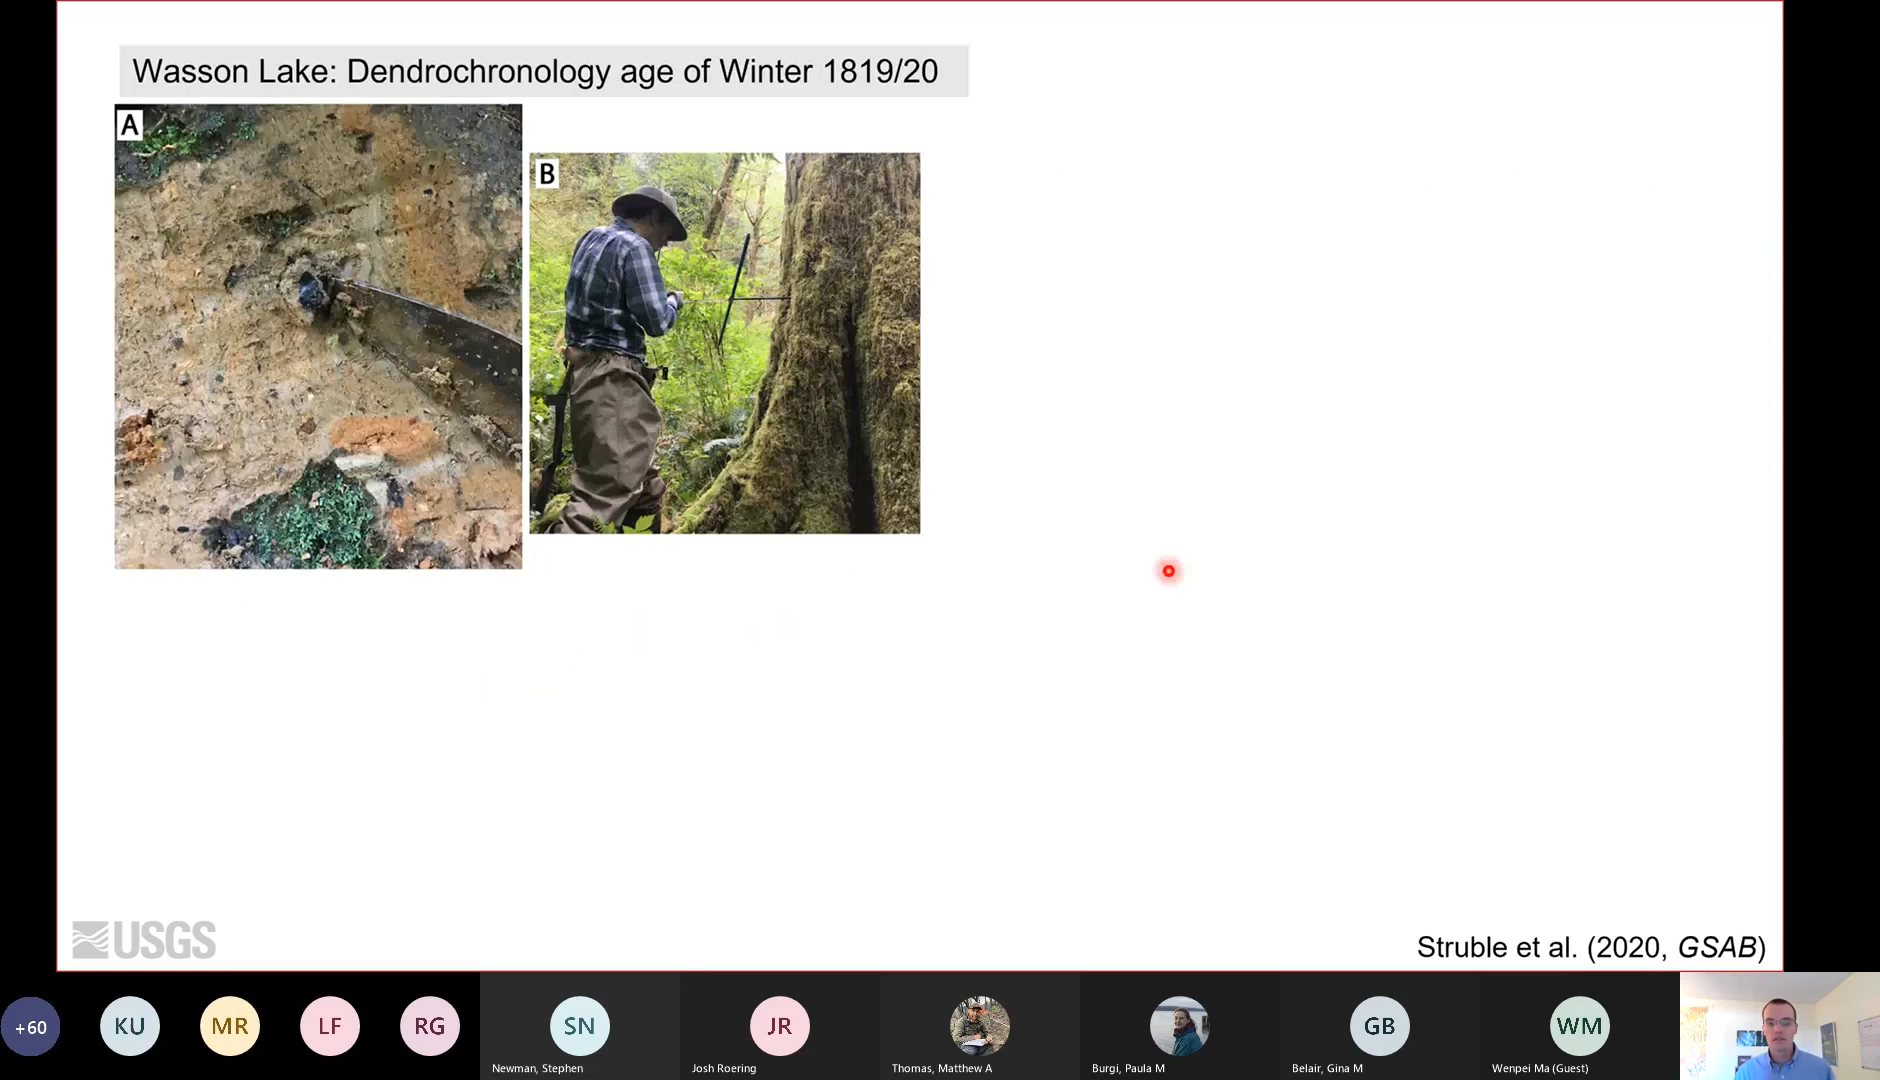 Wasson Lake: Dendrochronology age of Winter 1819/20
A
B
USGS
Struble et al. (2020, GSAB)
+60
KU
MR
LF
RG
SN
Newman, Stephen
JR
Josh Roering
Thomas, Matthew A
Burgi, Paula M
GB
Belair, Gina M
WM
Wenpei Ma (Guest)